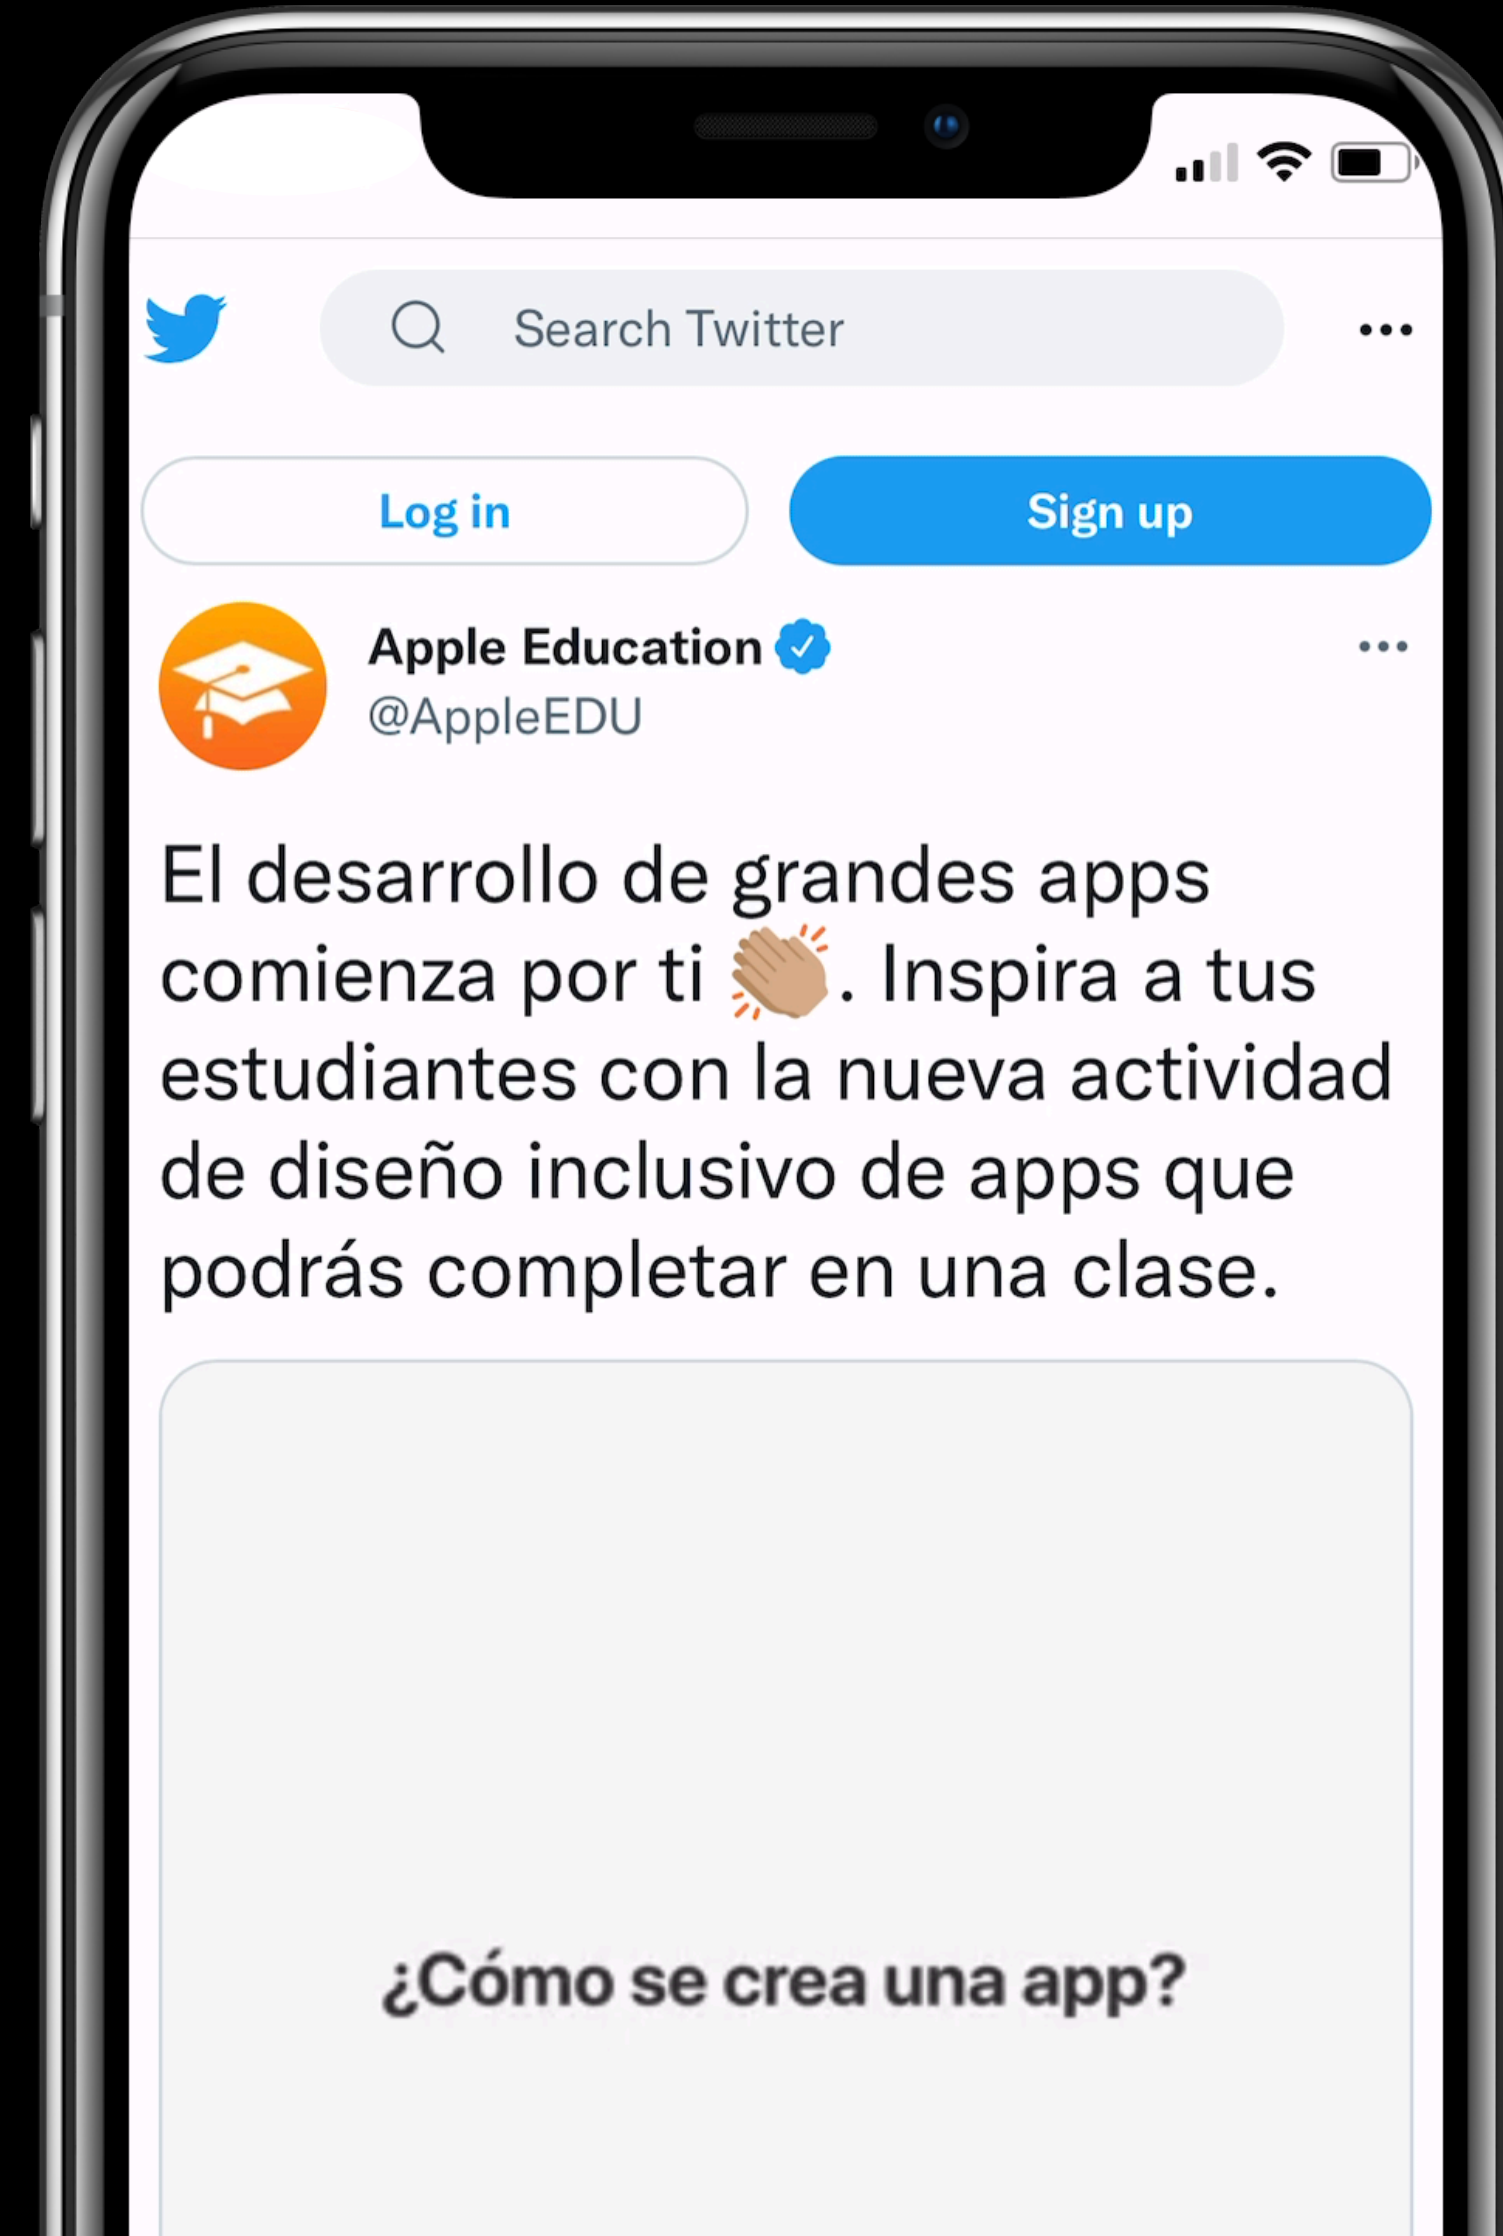 Search Twitter
Log in
Sign up
Apple Education
@AppleEDU
El desarrollo de grandes apps
comienza por ti 👏🏼. Inspira a tus
estudiantes con la nueva actividad
de diseño inclusivo de apps que
podrás completar en una clase.
¿Cómo se crea una app?